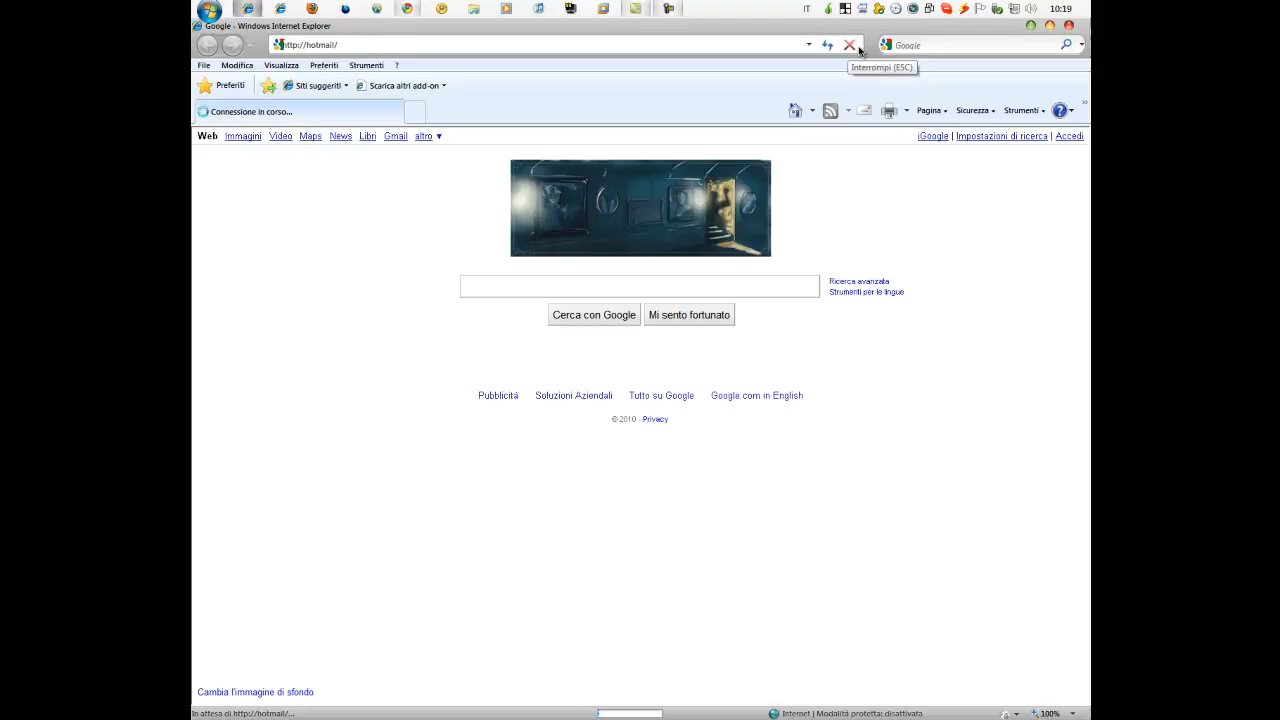 IT 10:19
Google - Windows Internet Explorer
http://hotmail/ Google
Interrompi (ESC)
File Modifica Visualizza Preferiti Strumenti ?
Preferiti Siti suggeriti Scarica altri add-on
Connessione in corso... Pagina Sicurezza Strumenti
Web Immagini Video Maps News Libri Gmail altro ▼ iGoogle | Impostazioni di ricerca | Accedi
Ricerca avanzata
Strumenti per le lingue
Cerca con Google Mi sento fortunato
Pubblicità Soluzioni Aziendali Tutto su Google Google.com in English
© 2010 - Privacy
Cambia l'immagine di sfondo
In attesa di http://hotmail/... Internet | Modalità protetta: disattivata 100%